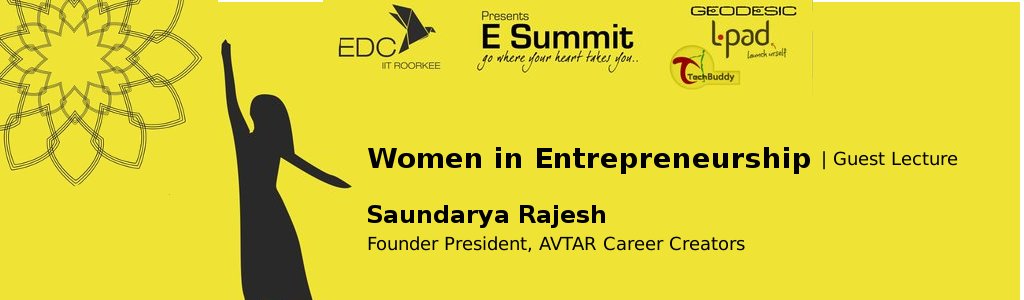 EDC
IIT ROORKEE
Presents
E Summit
go where your heart takes you..
GEODESIC
l.pad
launch urself
TechBuddy
Women in Entrepreneurship | Guest Lecture
Saundarya Rajesh
Founder President, AVTAR Career Creators